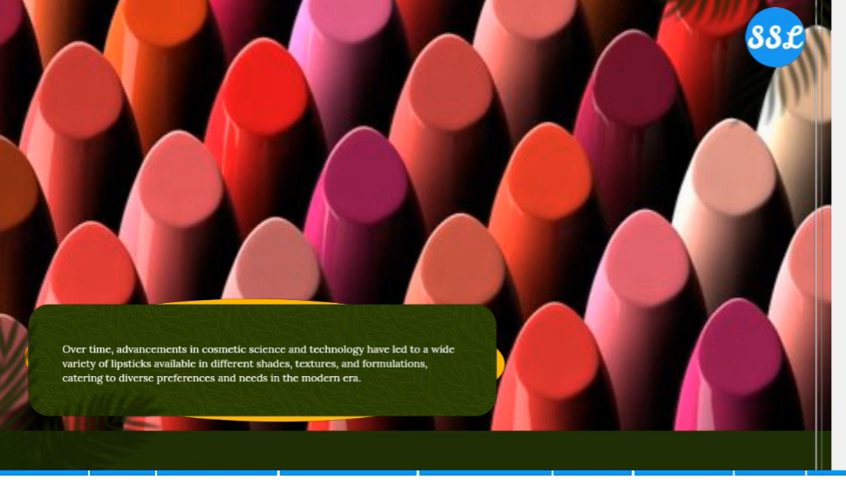 SSL
Over time, advancements in cosmetic science and technology have led to a wide
variety of lipsticks available in different shades, textures, and formulations,
catering to diverse preferences and needs in the modern era.